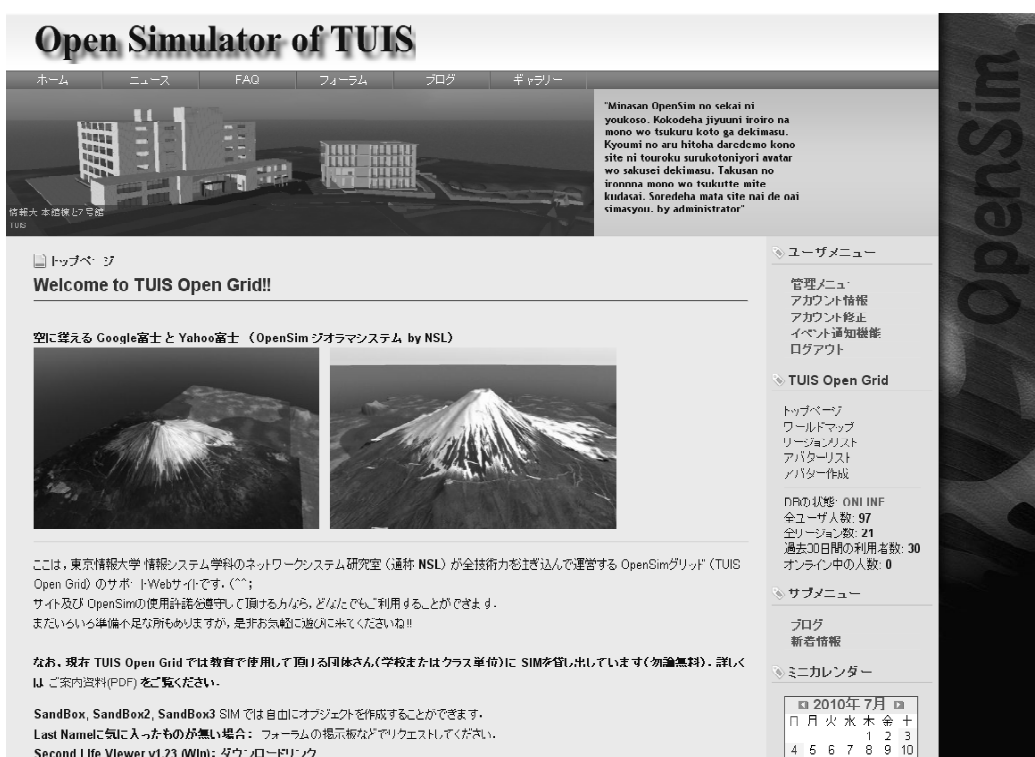 Open Simulator of TUIS
ホーム ニュース FAQ フォーラム ブログ ギャラリー
"Minasan OpenSim no sekai ni
youkoso. Kokodeha jiyuuni iroiro na
mono wo tsukuru koto ga dekimasu.
Kyoumi no aru hitoha daredemo kono
site ni touroku surukotoniyori avatar
wo sakusei dekimasu. Takusan no
ironnna mono wo tsukutte mite
kudasai. Soredeha mata site nai de oai
simasyou. by administrator"
情報大 本館棟と7号館
TUIS
OpenSim
トップページ
Welcome to TUIS Open Grid!!
空に聳える Google富士 と Yahoo富士 （OpenSim ジオラマシステム by NSL）
ここは，東京情報大学 情報システム学科のネットワークシステム研究室（通称 NSL）が全技術力を注ぎ込んで運営する OpenSimグリッド（TUIS
Open Grid）のサポートWebサイトです．(^^；
サイト及び OpenSimの使用許諾を遵守して頂ける方なら，どなたでもご利用することができます．
まだいろいろ準備不足な所もありますが，是非お気軽に遊びに来てくださいね!!
なお，現在 TUIS Open Grid では教育で使用して頂ける団体さん（学校またはクラス単位）に SIMを貸し出しています（勿論無料）．詳しく
は ご案内資料(PDF) をご覧ください．
SandBox, SandBox2, SandBox3 SIM では自由にオブジェクトを作成することができます．
Last Nameに気に入ったものが無い場合： フォーラムの掲示板などでリクエストしてください．
Second Life Viewer v1.23 (Win)： ダウンロードリンク
ユーザメニュー
管理メニュー
アカウント情報
アカウント修正
イベント通知機能
ログアウト
TUIS Open Grid
トップページ
ワールドマップ
リージョンリスト
アバターリスト
アバター作成
DBの状態: ONLINE
全ユーザ人数: 97
全リージョン数: 21
過去30日間の利用者数: 30
オンライン中の人数: 0
サブメニュー
ブログ
新着情報
ミニカレンダー
2010年 7月
日 月 火 水 木 金 土
1 2 3
4 5 6 7 8 9 10